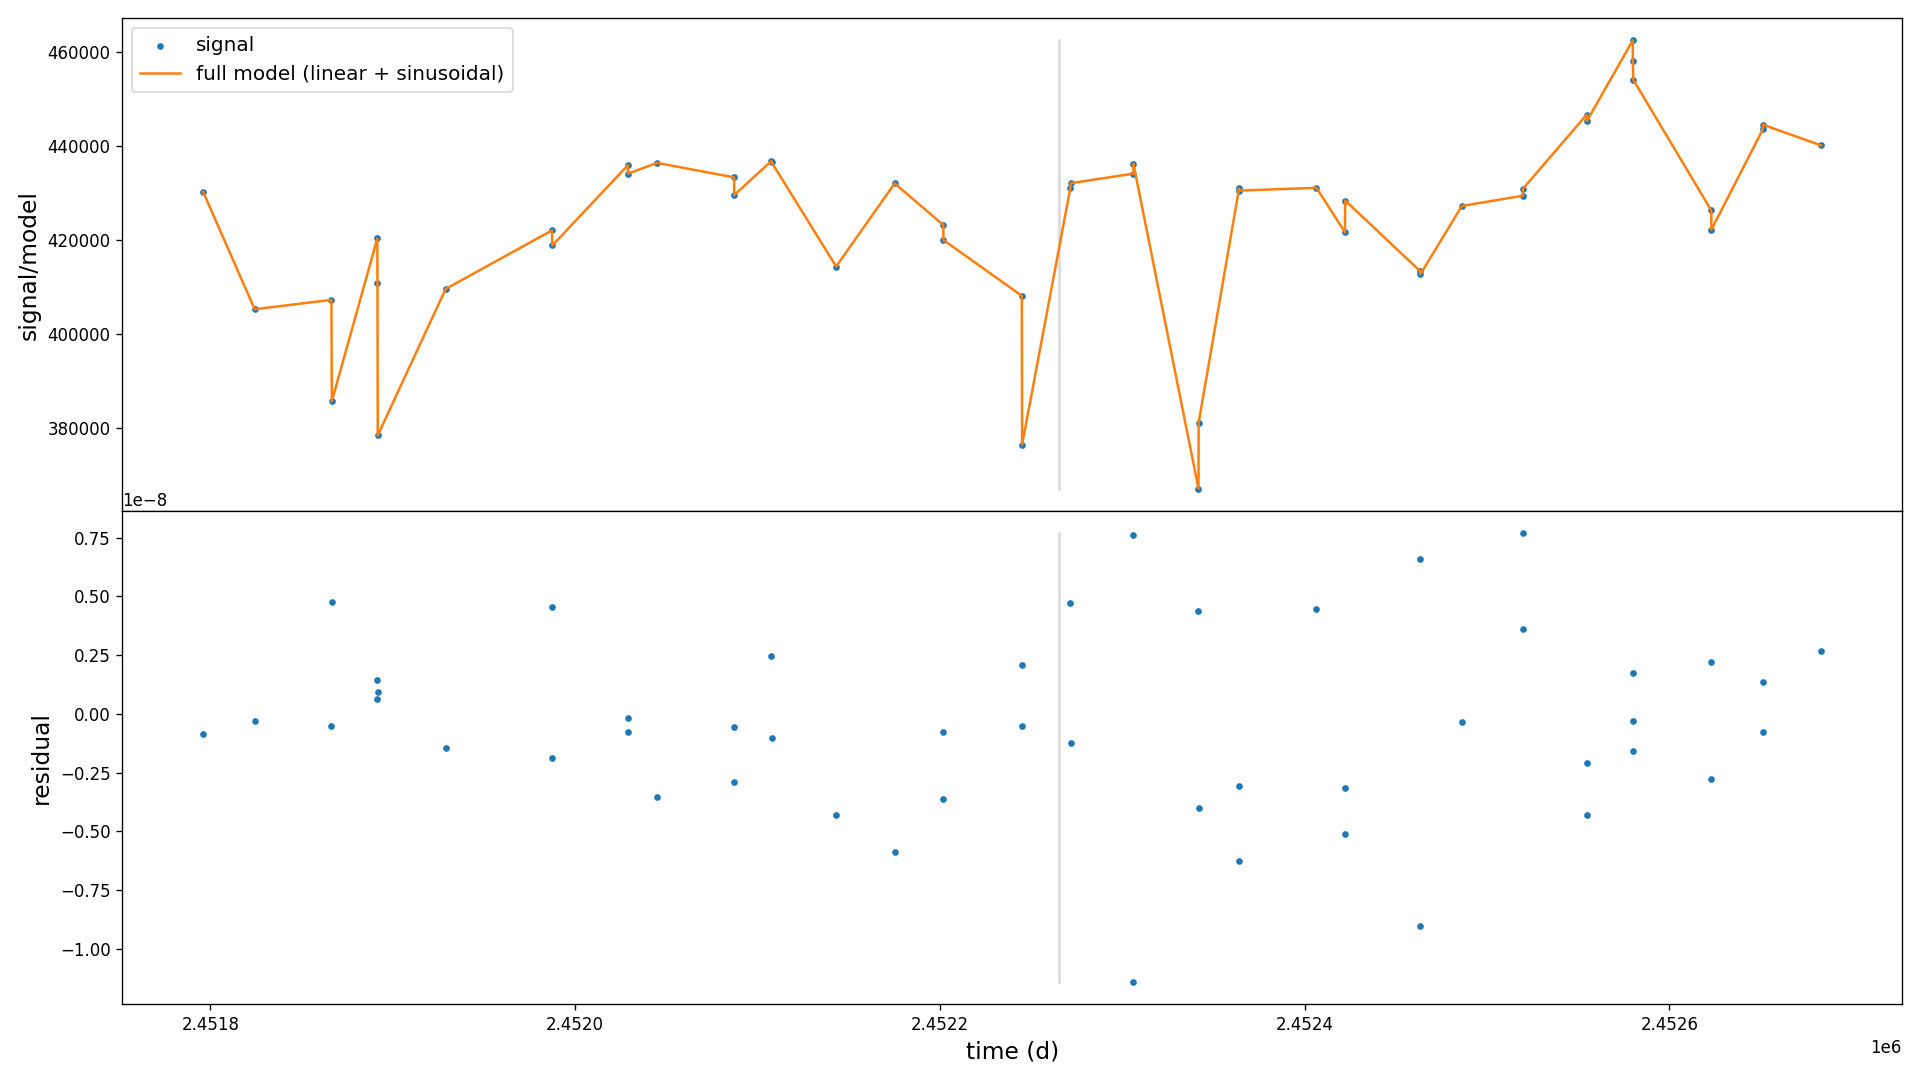 signal
full model (linear + sinusoidal)
460000
440000
420000
400000
380000
signal/model
1e−8
0.75
0.50
0.25
0.00
−0.25
−0.50
−0.75
−1.00
residual
2.4518
2.4520
2.4522
2.4524
2.4526
1e6
time (d)